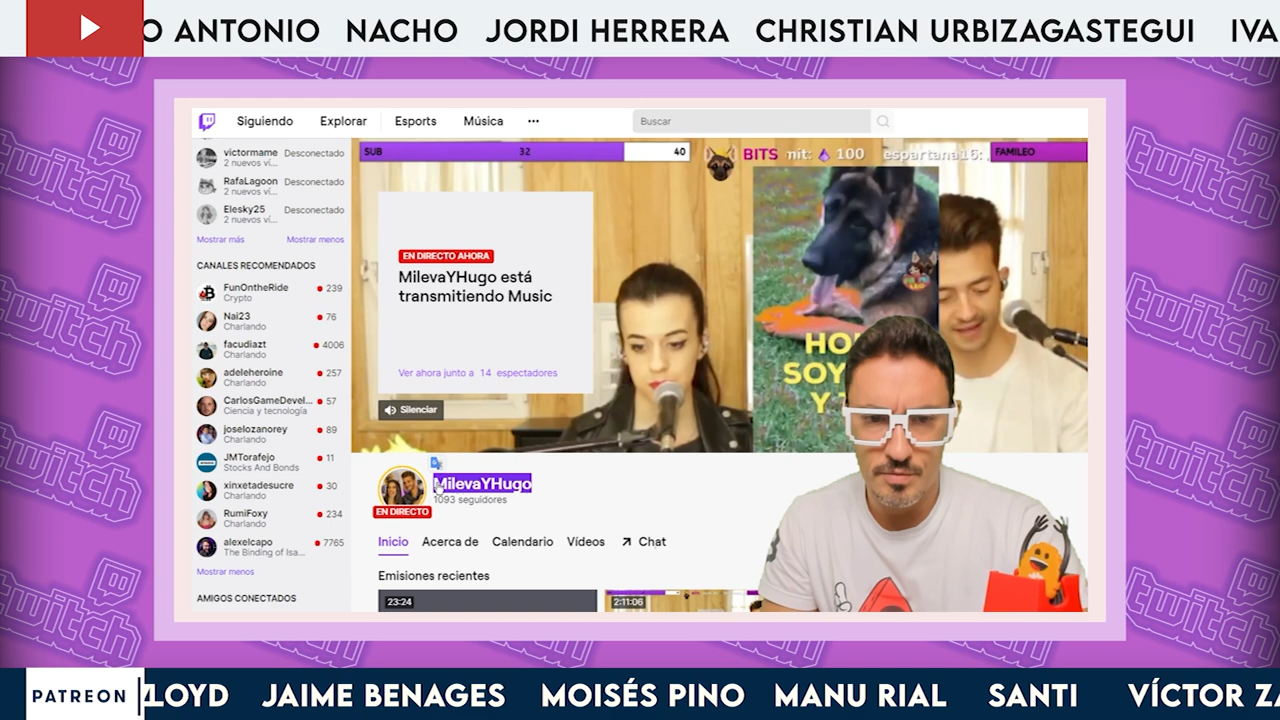 O ANTONIO NACHO JORDI HERRERA CHRISTIAN URBIZAGASTEGUI IVA
Siguiendo Explorar Esports Música ··· Buscar
victormame Desconectado
2 nuevos ví...
RafaLagoon Desconectado
2 nuevos ví...
Elesky25 Desconectado
2 nuevos ví...
Mostrar más Mostrar menos
CANALES RECOMENDADOS
FunOntheRide 239
Crypto
Nai23 76
Charlando
facudiazt 4006
Charlando
adeleheroine 257
Charlando
CarlosGameDevel... 57
Ciencia y tecnología
joselozanorey 89
Charlando
JMTorafejo 11
Stocks And Bonds
xinxetadesucre 30
Charlando
RumiFoxy 234
Charlando
alexelcapo 7765
The Binding of Isa...
Mostrar menos
AMIGOS CONECTADOS
SUB 32 40
BITS mit: 100 espartana16: FAMILEO
EN DIRECTO AHORA
MilevaYHugo está
transmitiendo Music
Ver ahora junto a 14 espectadores
Silenciar
SOY
Y
MilevaYHugo
1093 seguidores
EN DIRECTO
Inicio Acerca de Calendario Vídeos Chat
Emisiones recientes
23:24 2:11:06
twitch
PATREON LOYD JAIME BENAGES MOISÉS PINO MANU RIAL SANTI VÍCTOR ZA